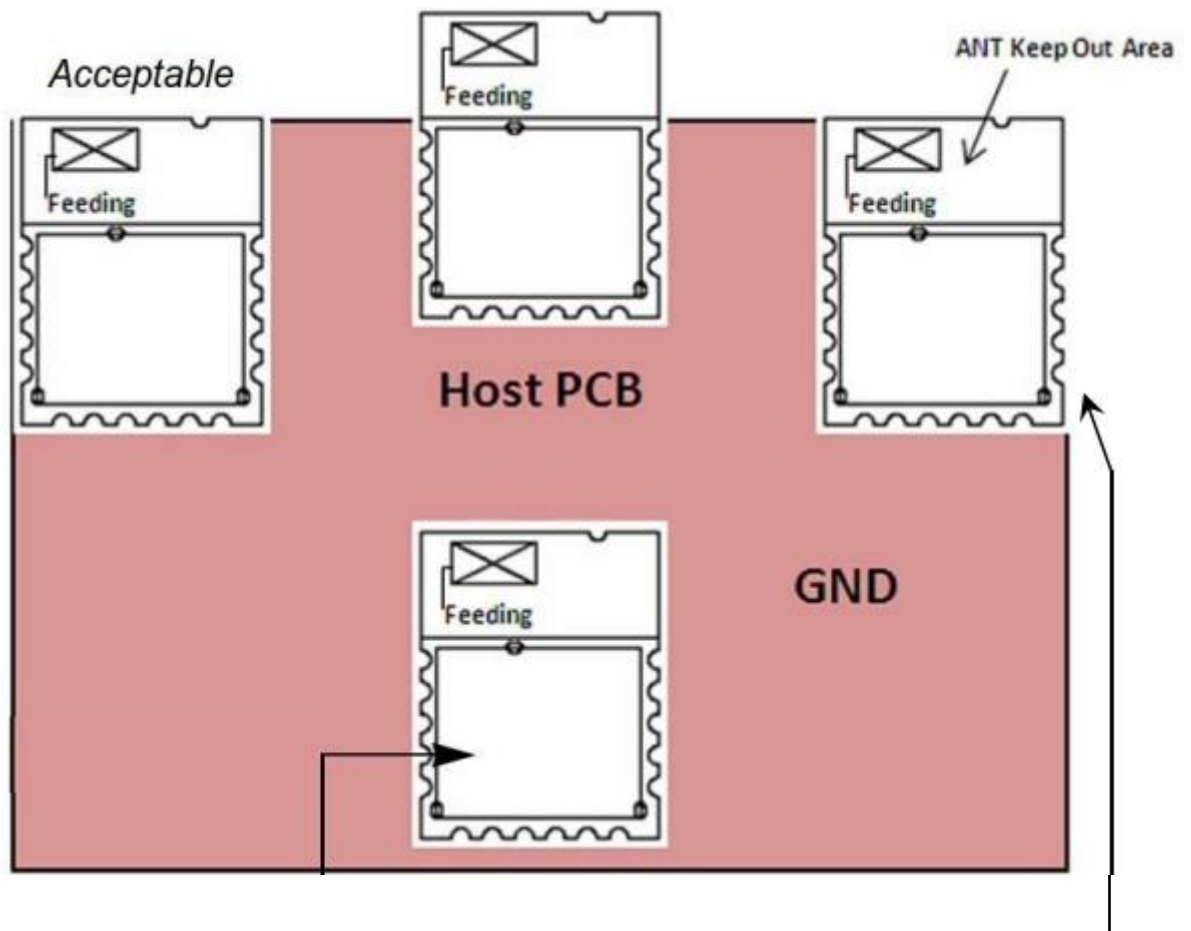 Feeding
ANT Keep Out Area
Acceptable
Feeding
Feeding
Host PCB
GND
Feeding